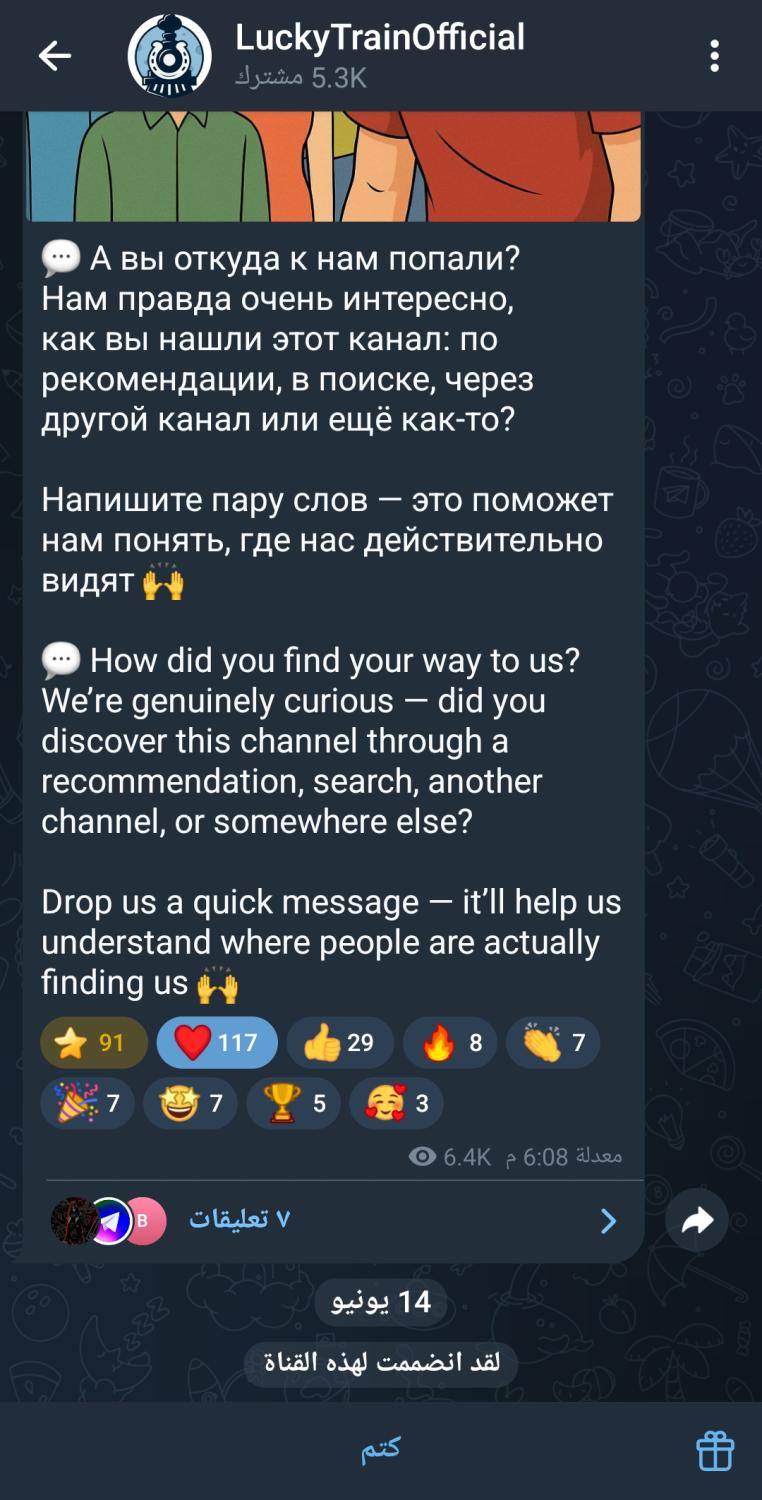 LuckyTrainOfficial
5.3K مشترك
💬 А вы откуда к нам попали?
Нам правда очень интересно,
как вы нашли этот канал: по
рекомендации, в поиске, через
другой канал или ещё как-то?
Напишите пару слов — это поможет
нам понять, где нас действительно
видят 🙌
💬 How did you find your way to us?
We’re genuinely curious — did you
discover this channel through a
recommendation, search, another
channel, or somewhere else?
Drop us a quick message — it’ll help us
understand where people are actually
finding us 🙌
⭐ 91 ❤️ 117 👍 29 🔥 8 👏 7
🎉 7 🤩 7 🏆 5 🥰 3
6.4K معدلة 6:08 م
B ٧ تعليقات
14 يونيو
لقد انضممت لهذه القناة
كتم